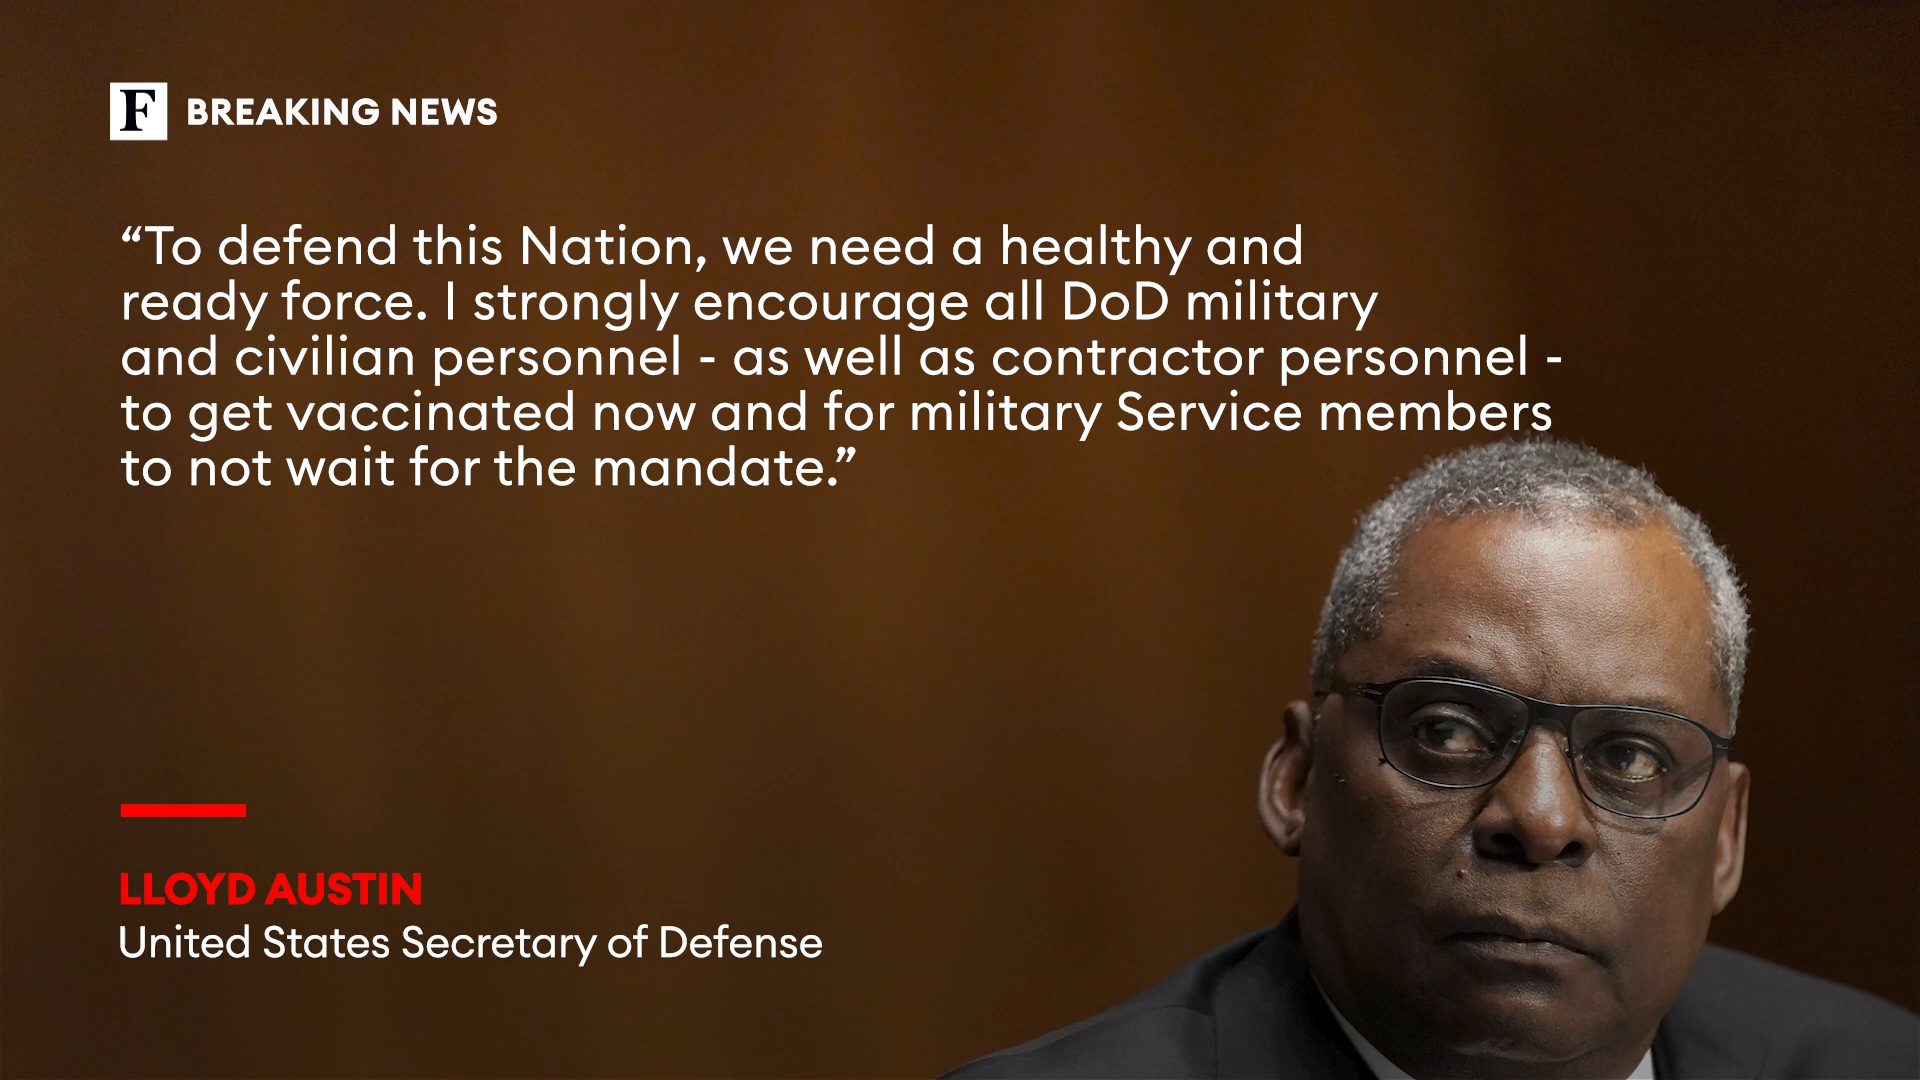 F BREAKING NEWS
“To defend this Nation, we need a healthy and
ready force. I strongly encourage all DoD military
and civilian personnel - as well as contractor personnel -
to get vaccinated now and for military Service members
to not wait for the mandate.”
LLOYD AUSTIN
United States Secretary of Defense